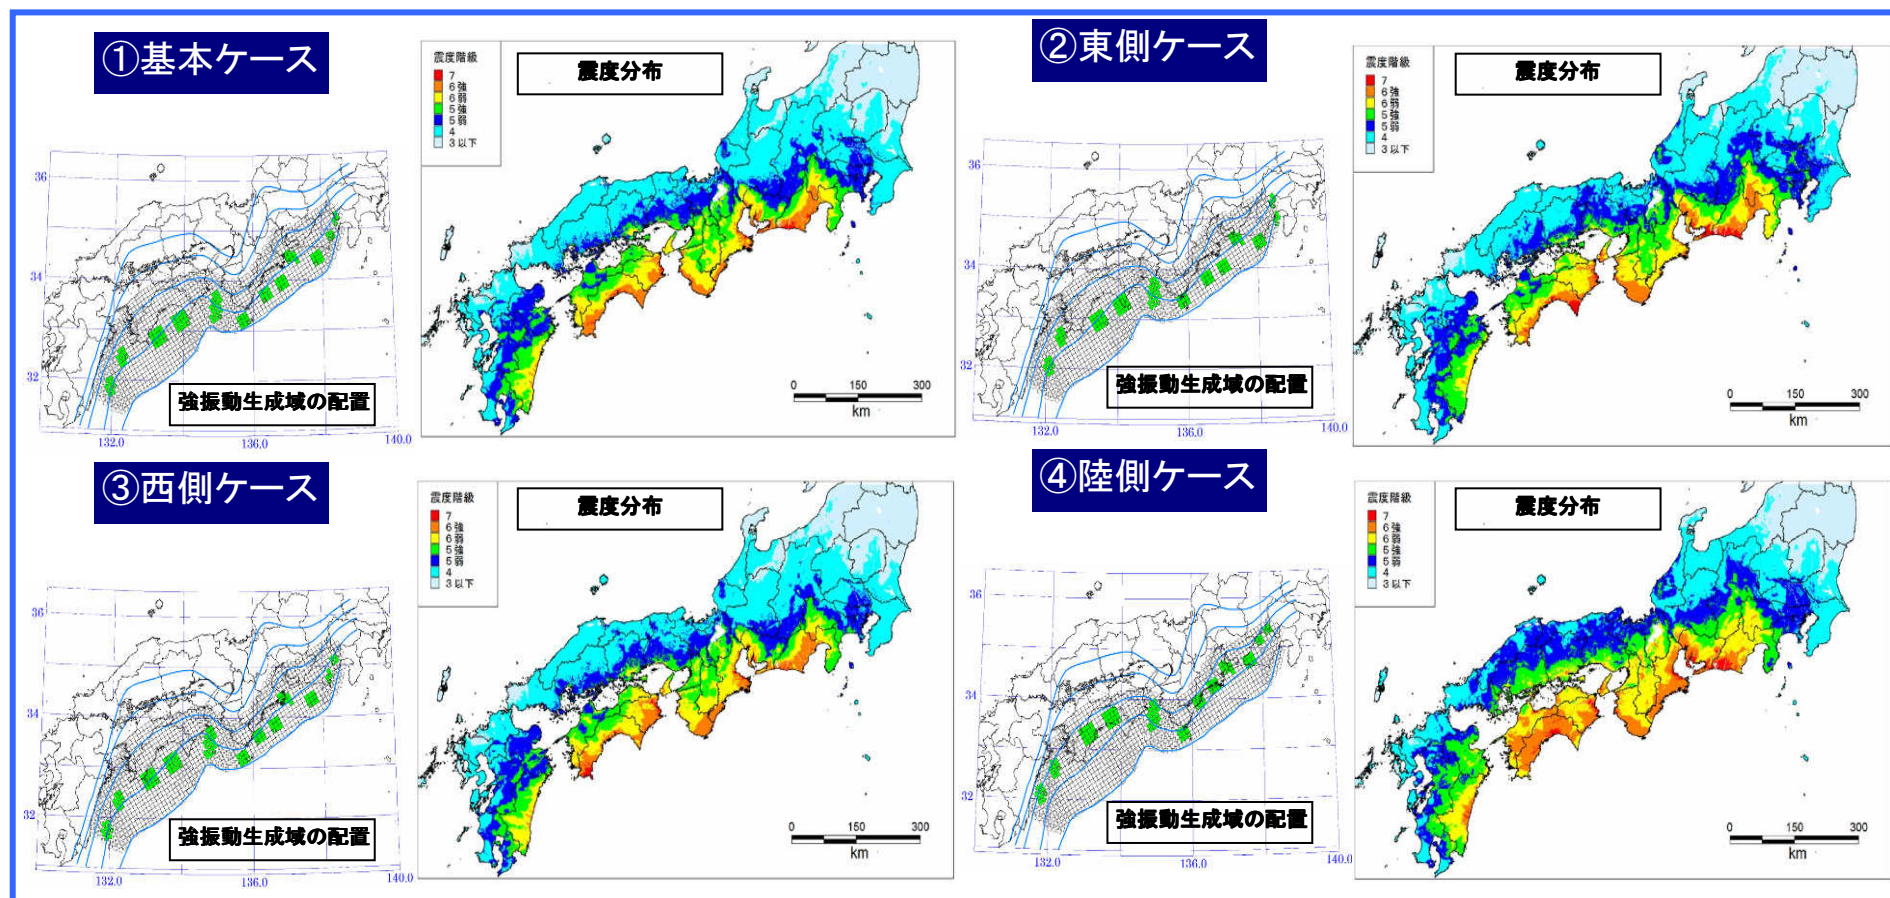 ①基本ケース
震度分布
震度階級
7
6強
6弱
5強
5弱
4
3以下
0 150 300
km
36
34
32
132.0 136.0 140.0
強振動生成域の配置
②東側ケース
震度分布
震度階級
7
6強
6弱
5強
5弱
4
3以下
0 150 300
km
36
34
32
132.0 136.0 140.0
強振動生成域の配置
③西側ケース
震度分布
震度階級
7
6強
6弱
5強
5弱
4
3以下
0 150 300
km
36
34
32
132.0 136.0 140.0
強振動生成域の配置
④陸側ケース
震度分布
震度階級
7
6強
6弱
5強
5弱
4
3以下
0 150 300
km
36
34
32
132.0 136.0 140.0
強振動生成域の配置